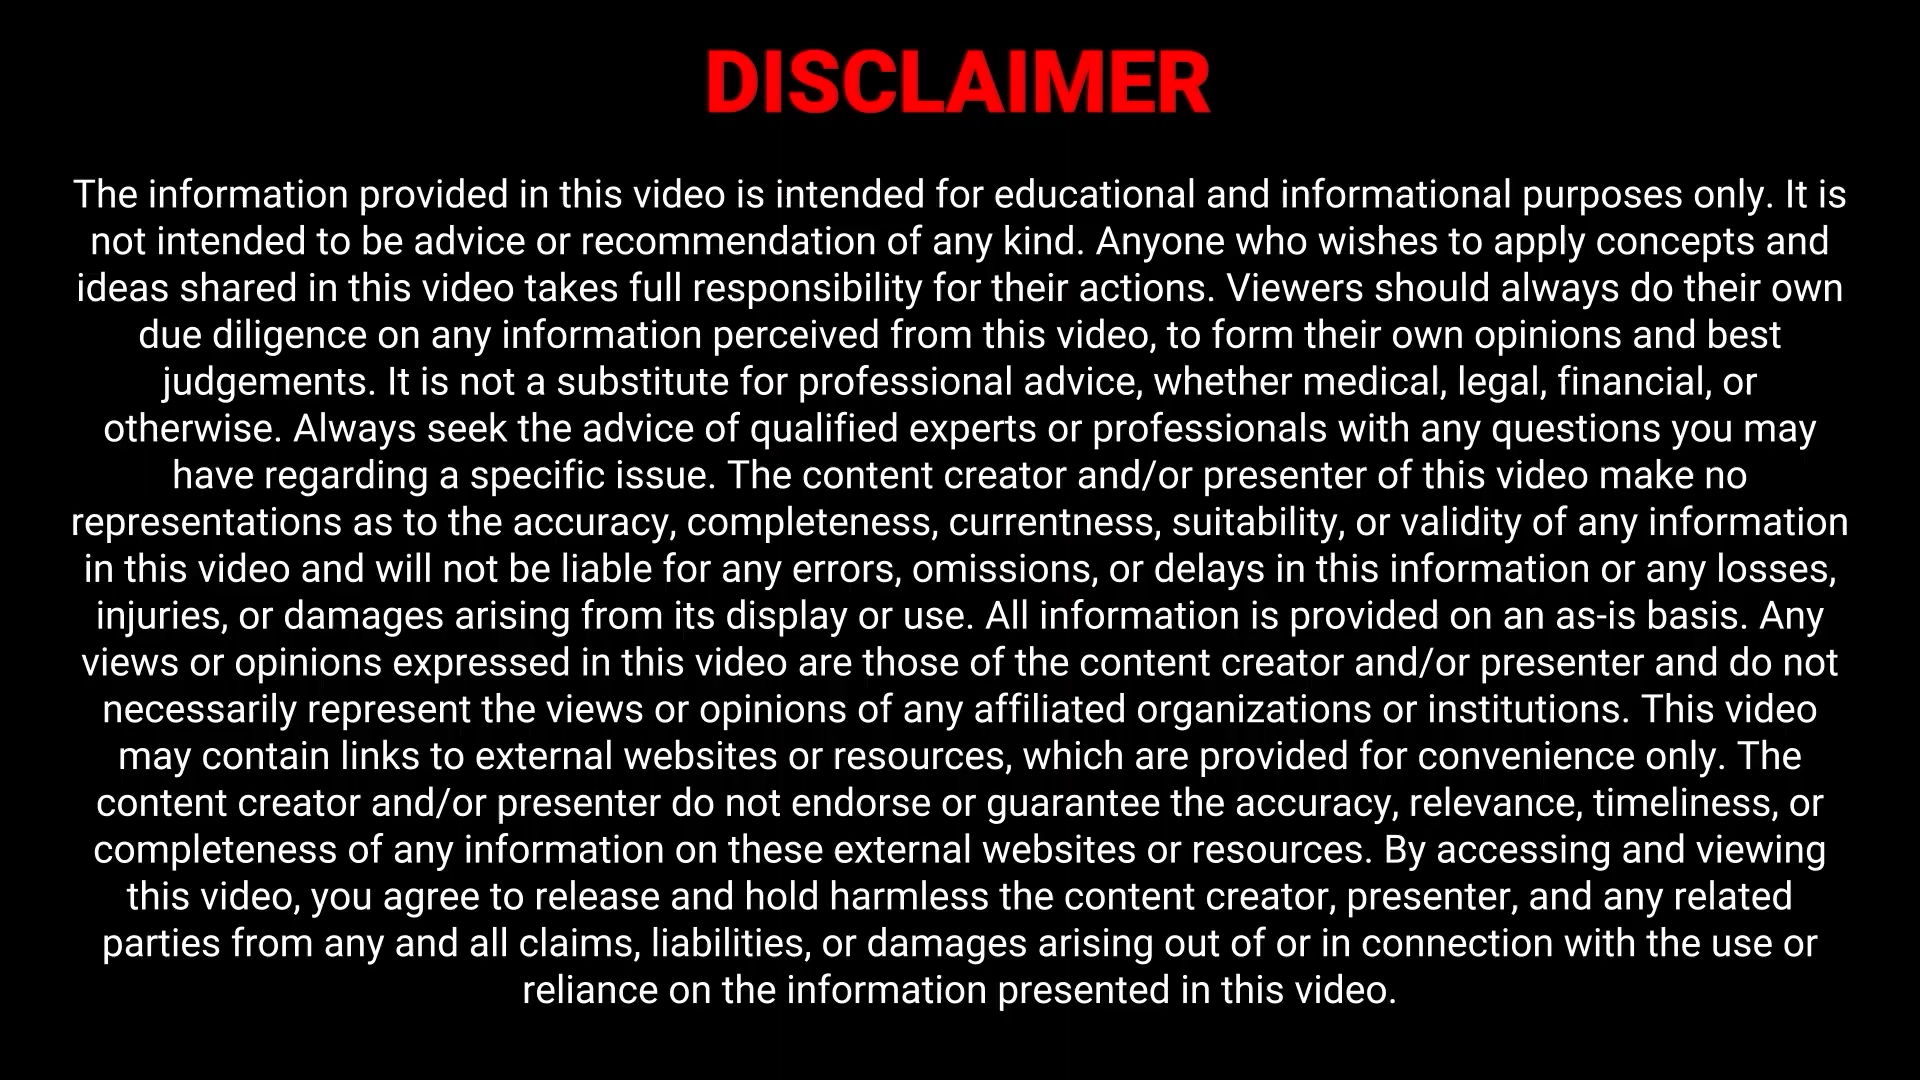 DISCLAIMER
The information provided in this video is intended for educational and informational purposes only. It is
not intended to be advice or recommendation of any kind. Anyone who wishes to apply concepts and
ideas shared in this video takes full responsibility for their actions. Viewers should always do their own
due diligence on any information perceived from this video, to form their own opinions and best
judgements. It is not a substitute for professional advice, whether medical, legal, financial, or
otherwise. Always seek the advice of qualified experts or professionals with any questions you may
have regarding a specific issue. The content creator and/or presenter of this video make no
representations as to the accuracy, completeness, currentness, suitability, or validity of any information
in this video and will not be liable for any errors, omissions, or delays in this information or any losses,
injuries, or damages arising from its display or use. All information is provided on an as-is basis. Any
views or opinions expressed in this video are those of the content creator and/or presenter and do not
necessarily represent the views or opinions of any affiliated organizations or institutions. This video
may contain links to external websites or resources, which are provided for convenience only. The
content creator and/or presenter do not endorse or guarantee the accuracy, relevance, timeliness, or
completeness of any information on these external websites or resources. By accessing and viewing
this video, you agree to release and hold harmless the content creator, presenter, and any related
parties from any and all claims, liabilities, or damages arising out of or in connection with the use or
reliance on the information presented in this video.